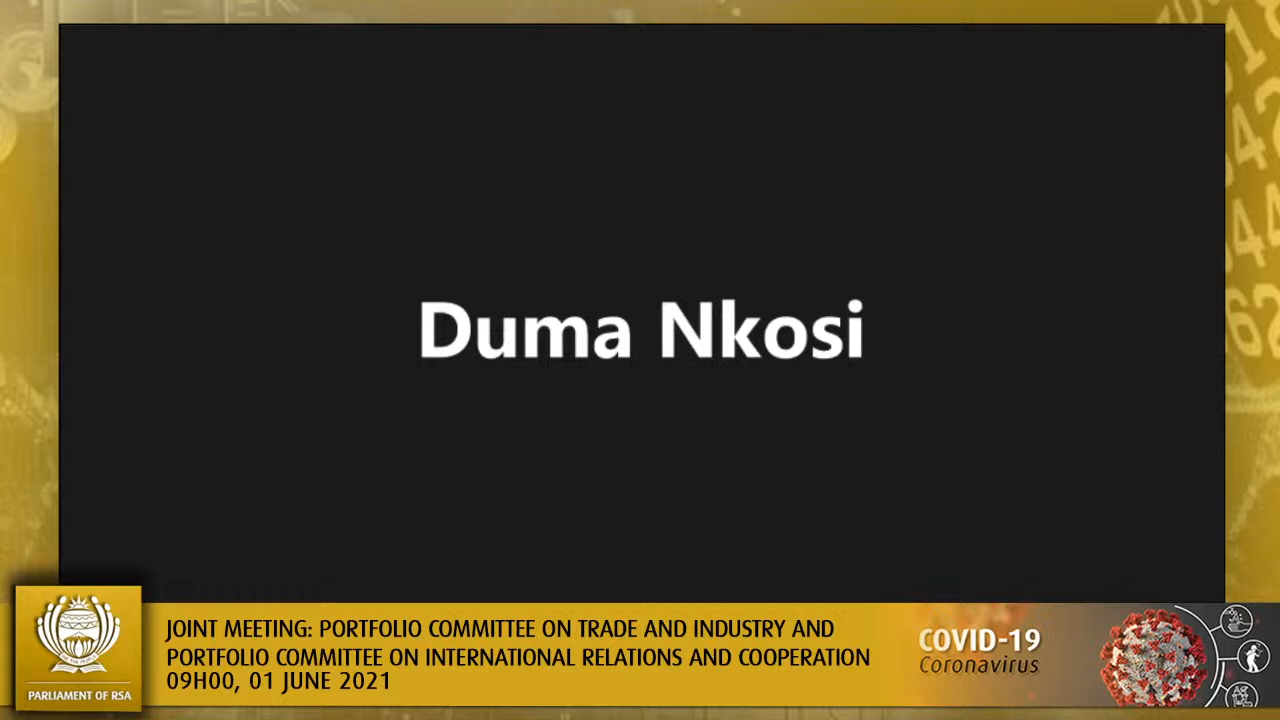 Duma Nkosi
JOINT MEETING: PORTFOLIO COMMITTEE ON TRADE AND INDUSTRY AND
PORTFOLIO COMMITTEE ON INTERNATIONAL RELATIONS AND COOPERATION
09H00, 01 JUNE 2021
PARLIAMENT OF RSA
COVID-19
Coronavirus